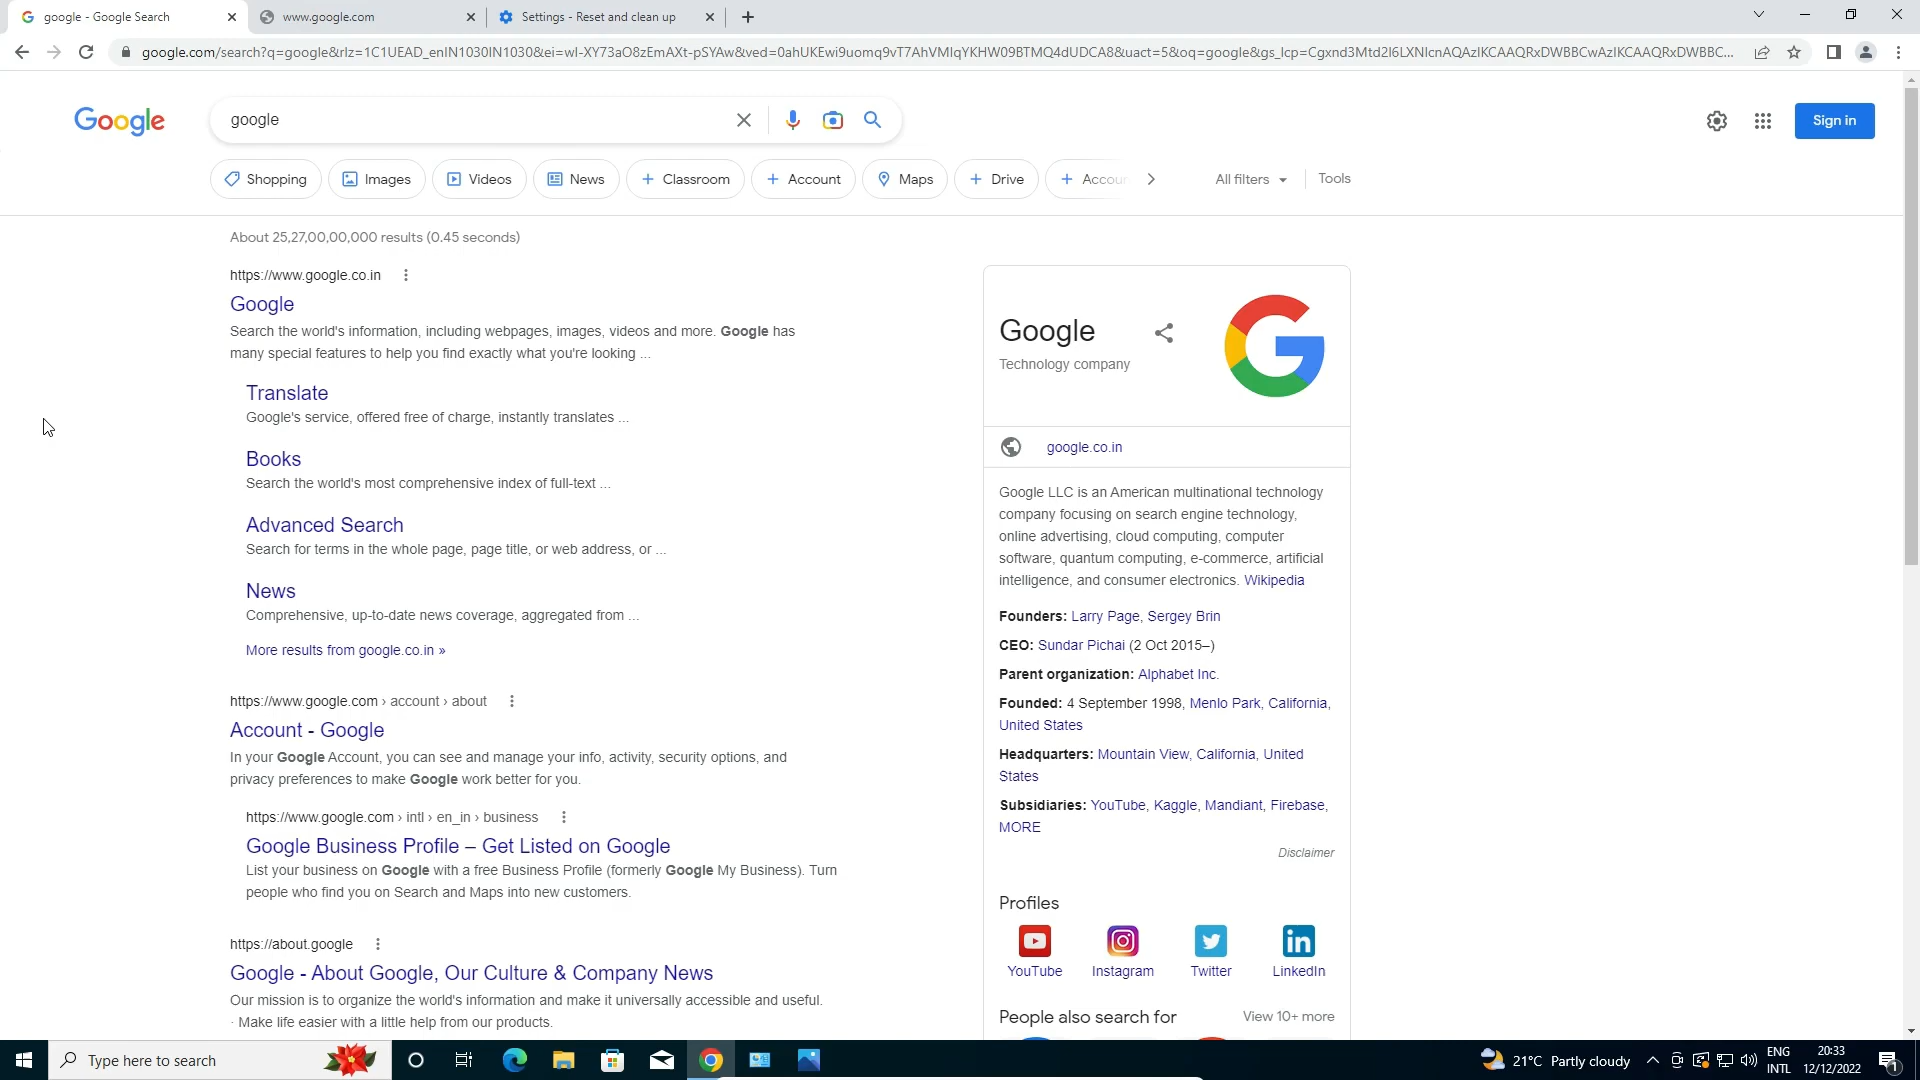 google - Google Search
www.google.com
Settings - Reset and clean up
google.com/search?q=google&rlz=1C1UEAD_enIN1030IN1030&ei=wI-XY73aO8zEmAXt-pSYAw&ved=0ahUKEwi9uomq9vT7AhVMIqYKHW09BTMQ4dUDCA8&uact=5&oq=google&gs_lcp=Cgxnd3Mtd2l6LXNlcnAQAzIKCAAQRxDWBBCwAzIKCAAQRxDWBBC...
Google
google
Sign in
Shopping
Images
Videos
News
Classroom
Account
Maps
Drive
Accou
All filters
Tools
About 25,27,00,00,000 results (0.45 seconds)
https://www.google.co.in
Google
Search the world's information, including webpages, images, videos and more. Google has
many special features to help you find exactly what you're looking ...
Translate
Google's service, offered free of charge, instantly translates ...
Books
Search the world's most comprehensive index of full-text ...
Advanced Search
Search for terms in the whole page, page title, or web address, or ...
News
Comprehensive, up-to-date news coverage, aggregated from ...
More results from google.co.in »
https://www.google.com › account › about
Account - Google
In your Google Account, you can see and manage your info, activity, security options, and
privacy preferences to make Google work better for you.
https://www.google.com › intl › en_in › business
Google Business Profile – Get Listed on Google
List your business on Google with a free Business Profile (formerly Google My Business). Turn
people who find you on Search and Maps into new customers.
https://about.google
Google - About Google, Our Culture & Company News
Our mission is to organize the world's information and make it universally accessible and useful.
· Make life easier with a little help from our products.
Google
Technology company
google.co.in
Google LLC is an American multinational technology
company focusing on search engine technology,
online advertising, cloud computing, computer
software, quantum computing, e-commerce, artificial
intelligence, and consumer electronics. Wikipedia
Founders: Larry Page, Sergey Brin
CEO: Sundar Pichai (2 Oct 2015–)
Parent organization: Alphabet Inc.
Founded: 4 September 1998, Menlo Park, California,
United States
Headquarters: Mountain View, California, United
States
Subsidiaries: YouTube, Kaggle, Mandiant, Firebase,
MORE
Disclaimer
Profiles
YouTube
Instagram
Twitter
LinkedIn
People also search for
View 10+ more
Type here to search
21°C Partly cloudy
ENG
INTL
20:33
12/12/2022
1